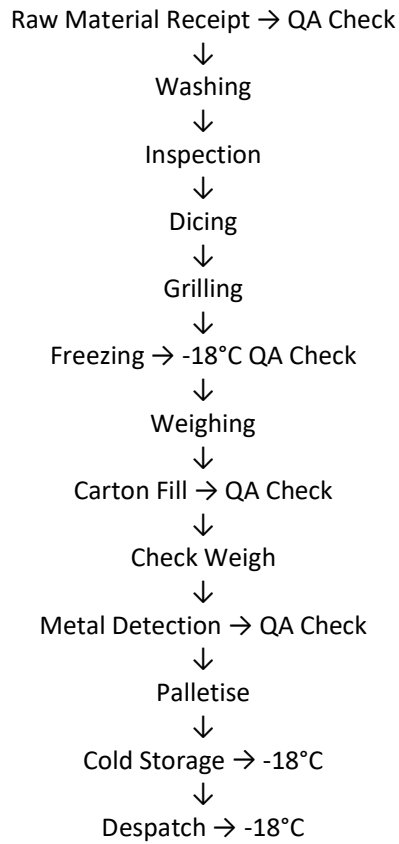 Raw Material Receipt → QA Check
↓
Washing
↓
Inspection
↓
Dicing
↓
Grilling
↓
Freezing → -18°C QA Check
↓
Weighing
↓
Carton Fill → QA Check
↓
Check Weigh
↓
Metal Detection → QA Check
↓
Palletise
↓
Cold Storage → -18°C
↓
Despatch → -18°C